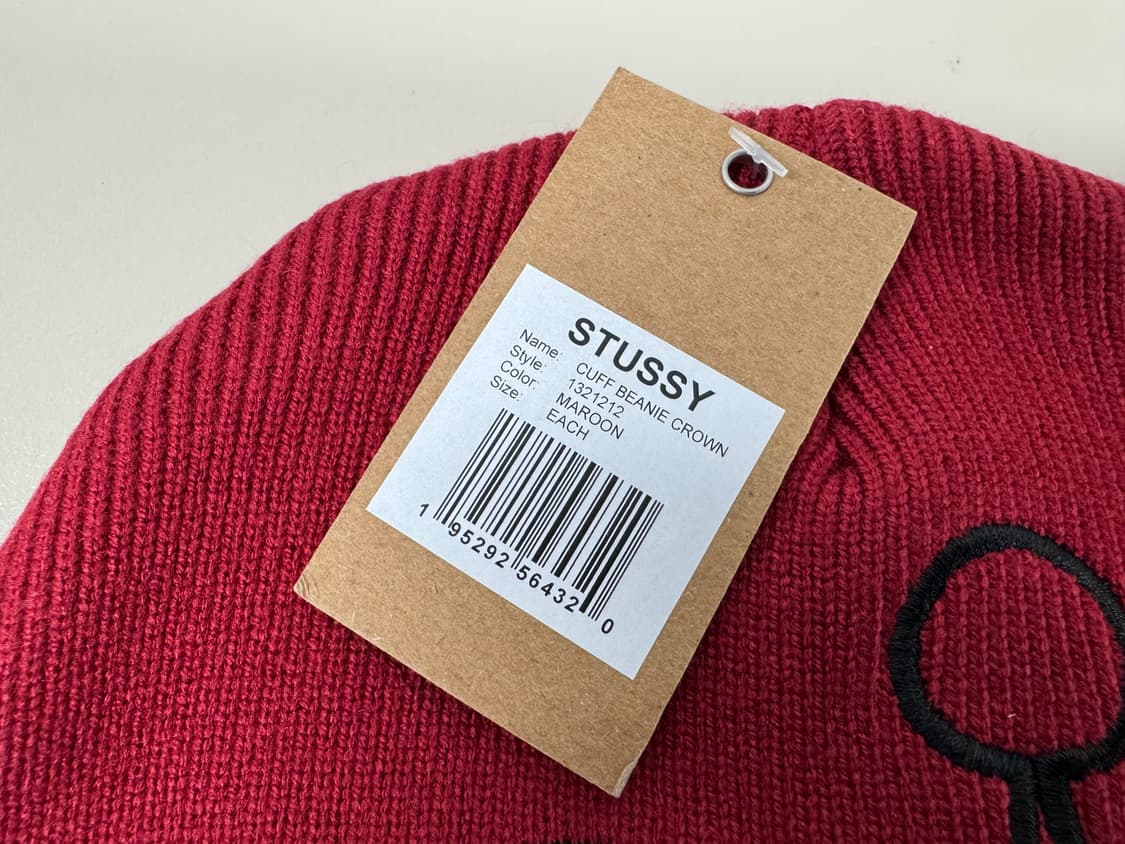 STUSSY
Name: CUFF BEANIE CROWN
Style: 1321212
Color: MAROON
Size: EACH
1 95292 56432 0